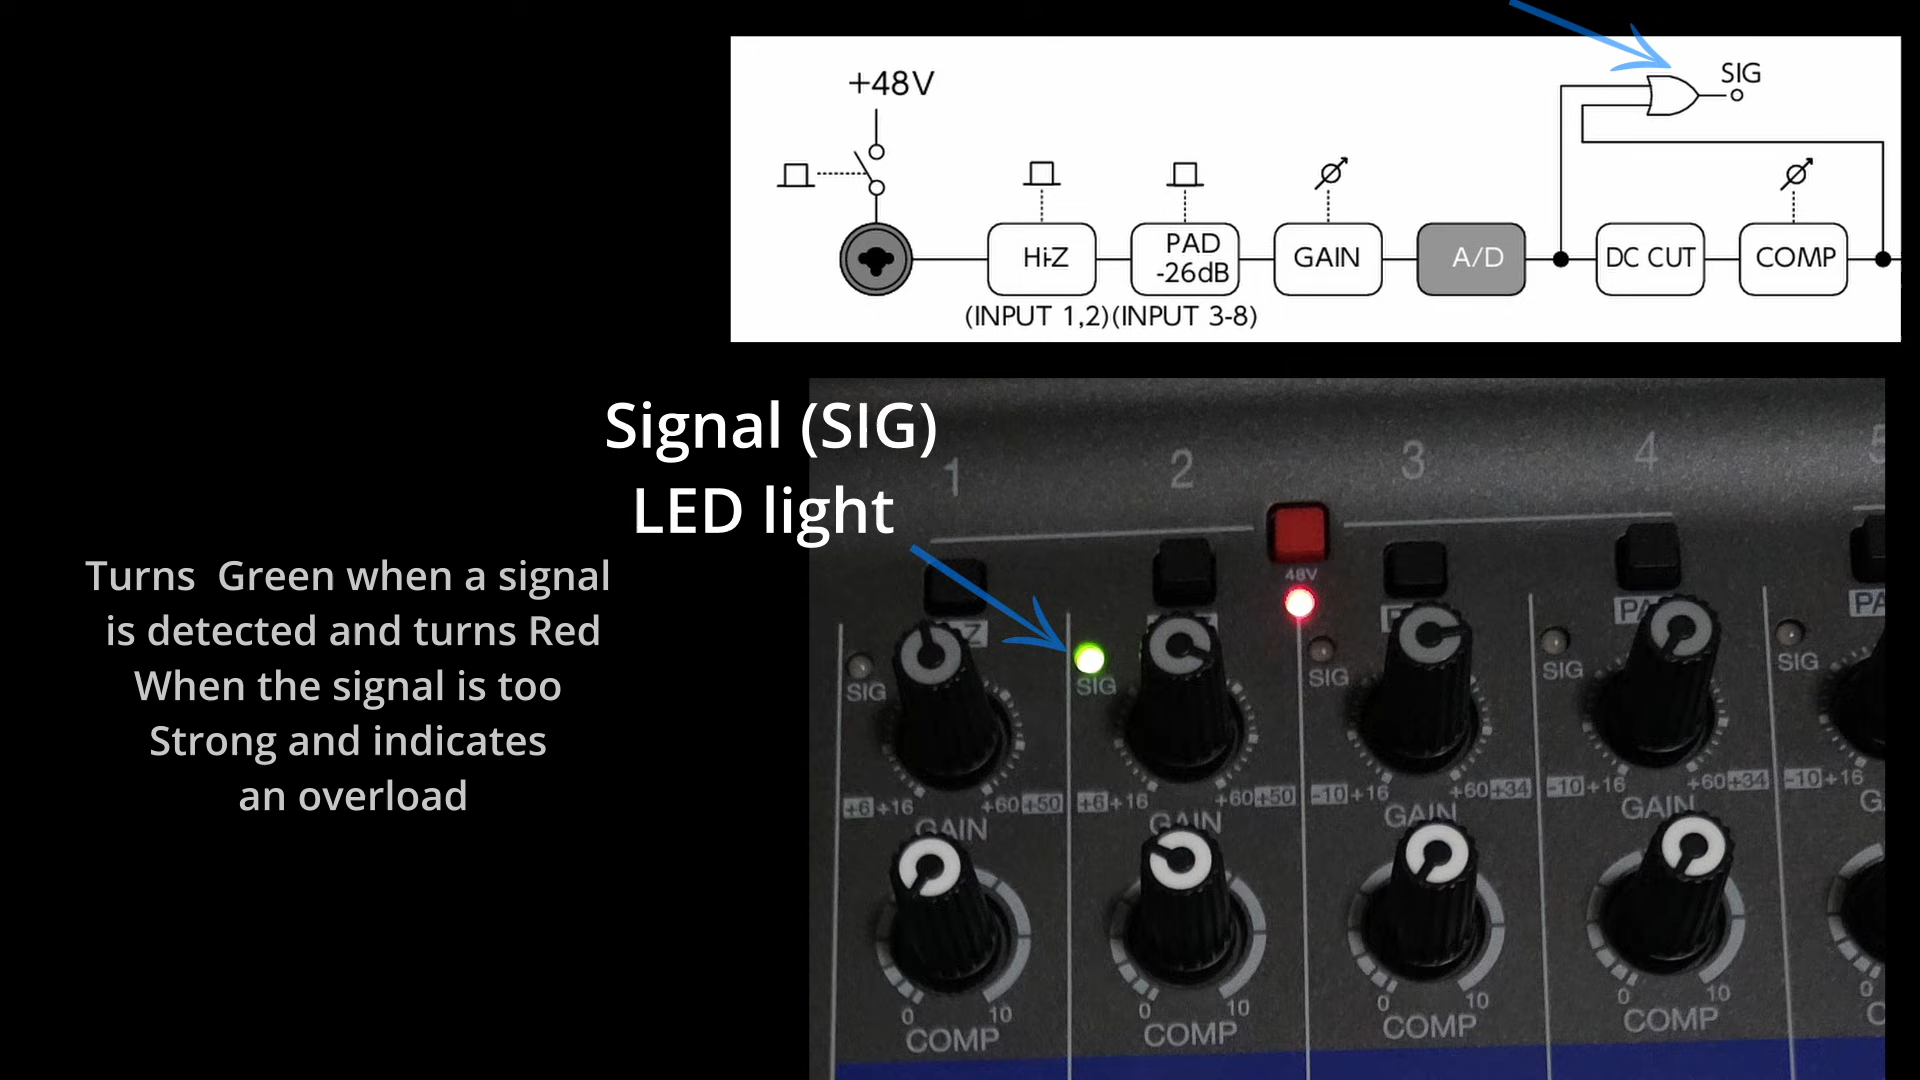 +48V
SIG
Hi-Z
PAD
-26dB
GAIN
A/D
DC CUT
COMP
(INPUT 1,2)
(INPUT 3-8)
Signal (SIG)
LED light
Turns  Green when a signal
is detected and turns Red
When the signal is too
Strong and indicates
an overload
1
2
3
4
5
48V
SIG
SIG
SIG
SIG
SIG
+6 +16
+60 +50
+6 +16
+60 +50
-10 +16
+60 +34
-10 +16
+60 +34
-10 +16
GAIN
GAIN
GAIN
GAIN
0 10
0 10
0 10
0 10
0
COMP
COMP
COMP
COMP